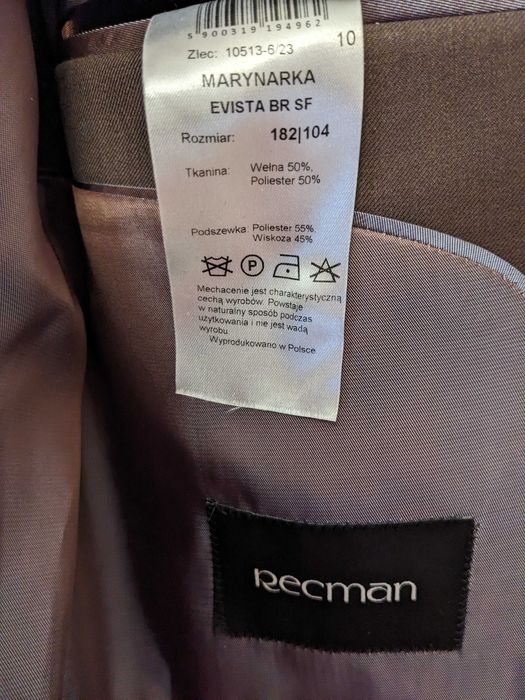 5 900319 194962
Zlec: 10513-6/23 10
MARYNARKA
EVISTA BR SF
Rozmiar: 182|104
Tkanina: Wełna 50%,
Poliester 50%
Podszewka: Poliester 55%,
Wiskoza 45%
P
Mechacenie jest charakterystyczną
cechą wyrobów. Powstaje
w naturalny sposób podczas
użytkowania i nie jest wadą
wyrobu.
Wyprodukowano w Polsce
Recman